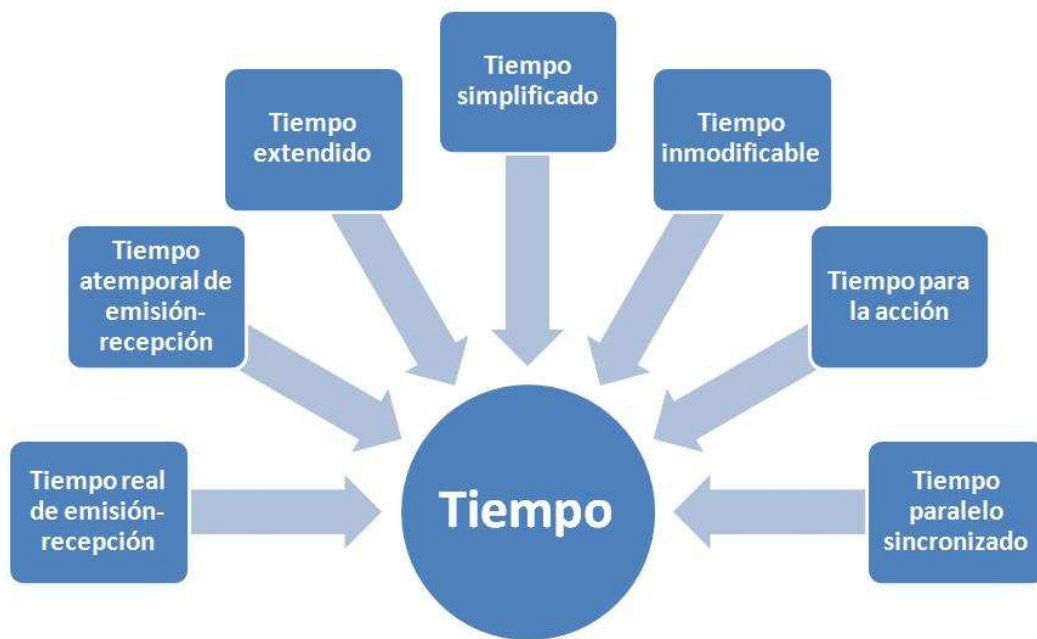 Tiempo real
de emisión-
recepción
Tiempo
atemporal de
emisión-
recepción
Tiempo
extendido
Tiempo
simplificado
Tiempo
inmodificable
Tiempo para
la acción
Tiempo
paralelo
sincronizado
Tiempo